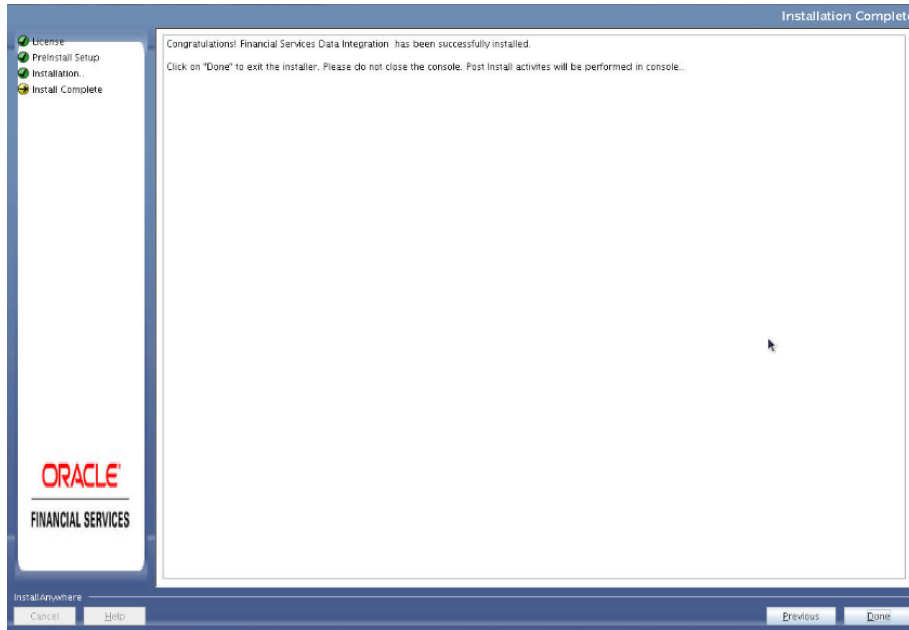 Installation Complete
License
Preinstall Setup
Installation..
Install Complete
Congratulations! Financial Services Data Integration has been successfully installed.
Click on "Done" to exit the installer. Please do not close the console. Post Install activites will be performed in console..
ORACLE
FINANCIAL SERVICES
InstallAnywhere
Cancel
Help
Previous
Done